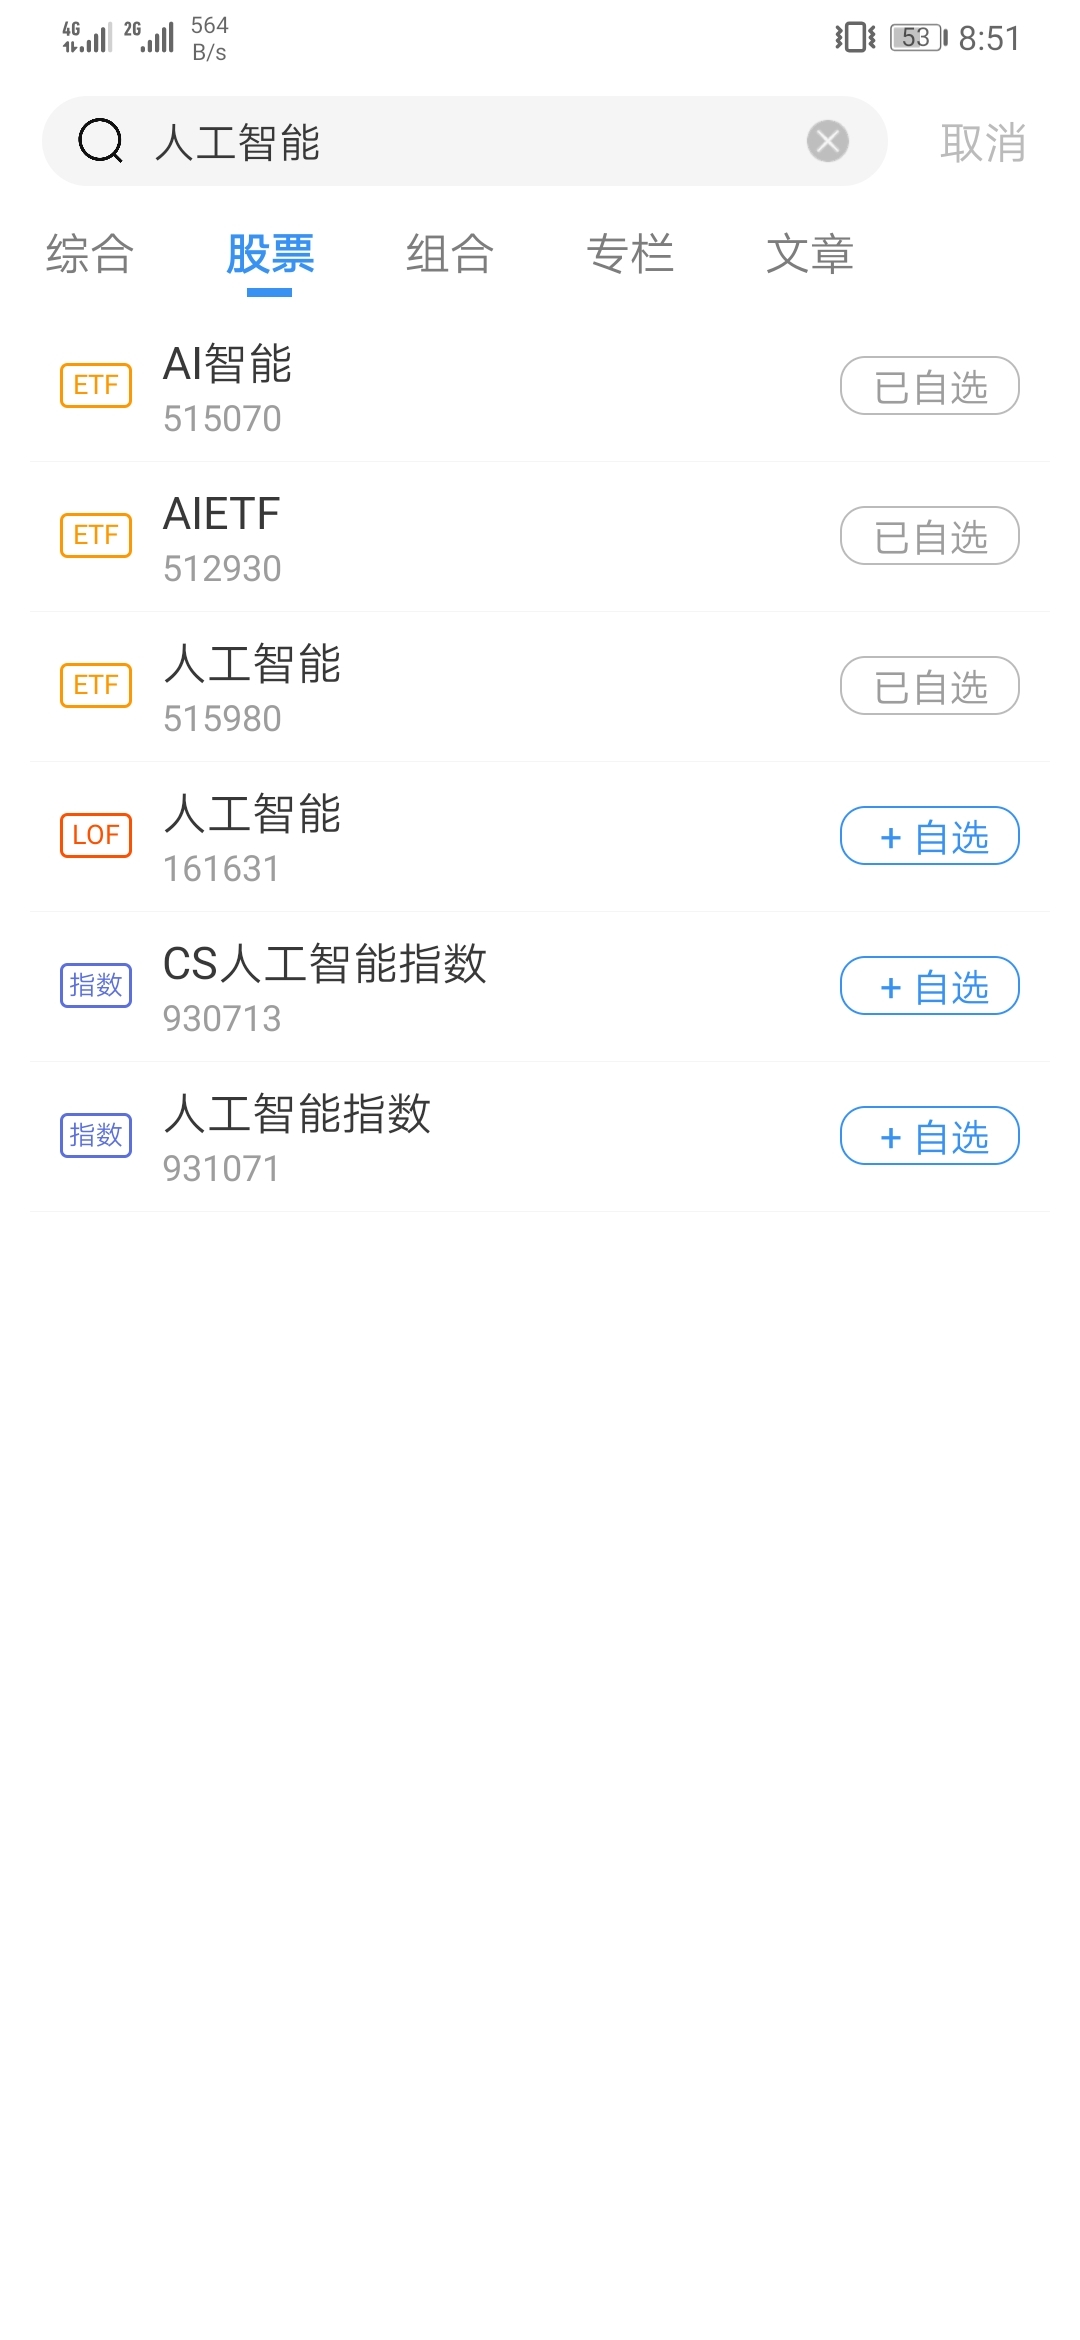 4G 2G 564 B/s 53 8:51
人工智能 取消
综合 股票 组合 专栏 文章
AI智能
ETF 515070 已自选
AIETF
ETF 512930 已自选
人工智能
ETF 515980 已自选
人工智能
LOF 161631 + 自选
CS人工智能指数
指数 930713 + 自选
人工智能指数
指数 931071 + 自选